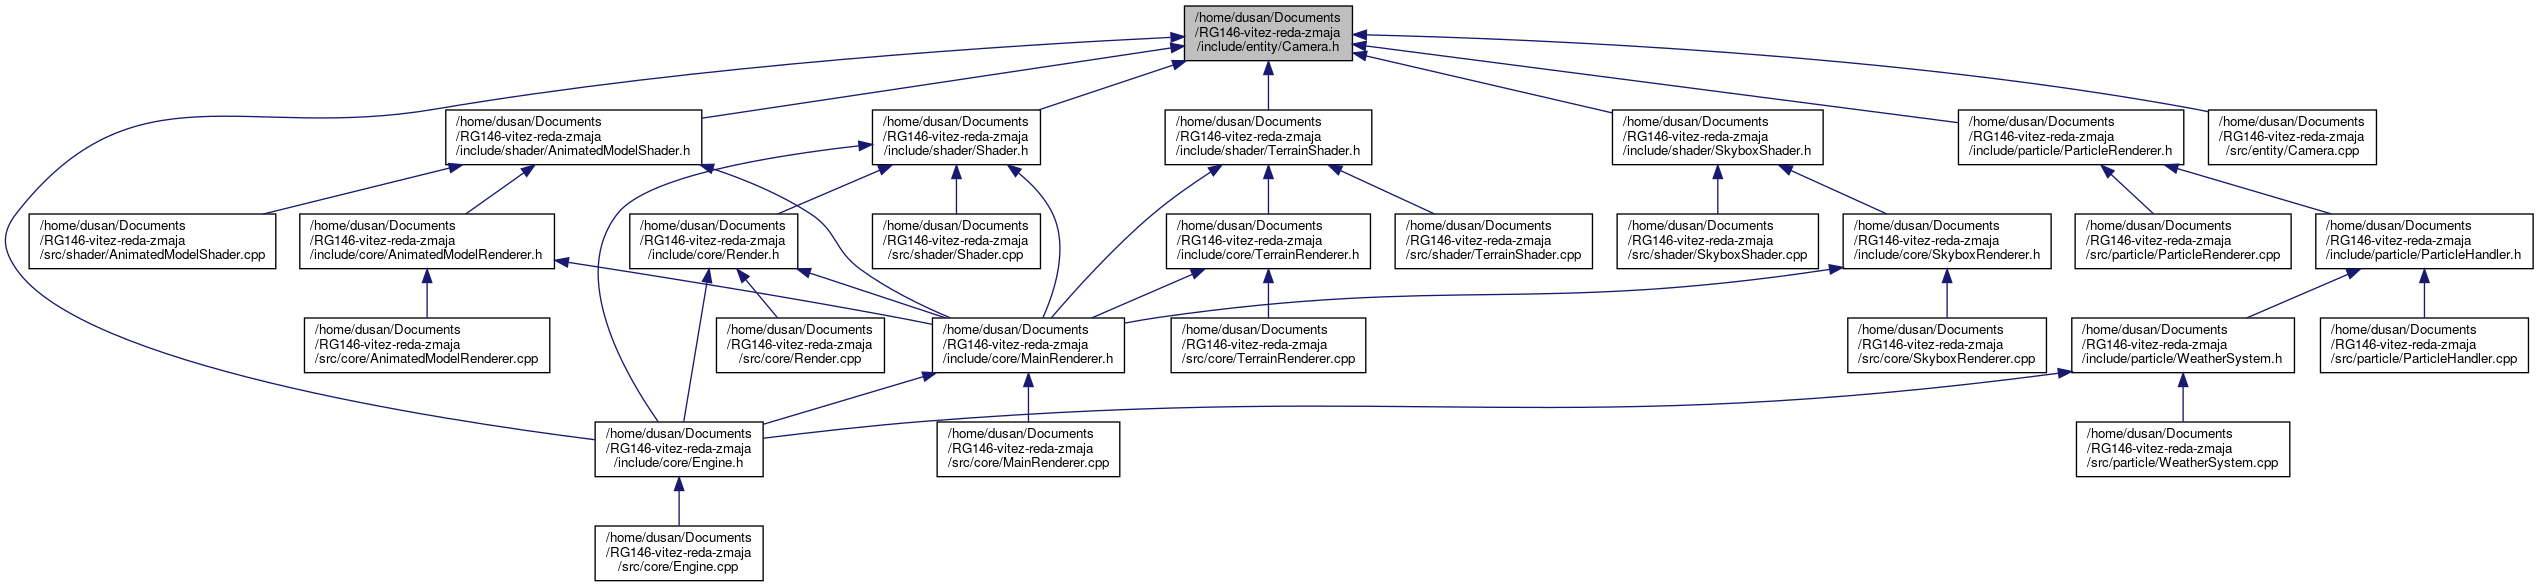 /home/dusan/Documents
/RG146-vitez-reda-zmaja
/include/entity/Camera.h
/home/dusan/Documents
/RG146-vitez-reda-zmaja
/include/shader/AnimatedModelShader.h
/home/dusan/Documents
/RG146-vitez-reda-zmaja
/include/shader/Shader.h
/home/dusan/Documents
/RG146-vitez-reda-zmaja
/include/shader/TerrainShader.h
/home/dusan/Documents
/RG146-vitez-reda-zmaja
/include/shader/SkyboxShader.h
/home/dusan/Documents
/RG146-vitez-reda-zmaja
/include/particle/ParticleRenderer.h
/home/dusan/Documents
/RG146-vitez-reda-zmaja
/src/entity/Camera.cpp
/home/dusan/Documents
/RG146-vitez-reda-zmaja
/src/shader/AnimatedModelShader.cpp
/home/dusan/Documents
/RG146-vitez-reda-zmaja
/include/core/AnimatedModelRenderer.h
/home/dusan/Documents
/RG146-vitez-reda-zmaja
/include/core/Render.h
/home/dusan/Documents
/RG146-vitez-reda-zmaja
/src/shader/Shader.cpp
/home/dusan/Documents
/RG146-vitez-reda-zmaja
/include/core/TerrainRenderer.h
/home/dusan/Documents
/RG146-vitez-reda-zmaja
/src/shader/TerrainShader.cpp
/home/dusan/Documents
/RG146-vitez-reda-zmaja
/src/shader/SkyboxShader.cpp
/home/dusan/Documents
/RG146-vitez-reda-zmaja
/include/core/SkyboxRenderer.h
/home/dusan/Documents
/RG146-vitez-reda-zmaja
/src/particle/ParticleRenderer.cpp
/home/dusan/Documents
/RG146-vitez-reda-zmaja
/include/particle/ParticleHandler.h
/home/dusan/Documents
/RG146-vitez-reda-zmaja
/src/core/AnimatedModelRenderer.cpp
/home/dusan/Documents
/RG146-vitez-reda-zmaja
/src/core/Render.cpp
/home/dusan/Documents
/RG146-vitez-reda-zmaja
/include/core/MainRenderer.h
/home/dusan/Documents
/RG146-vitez-reda-zmaja
/src/core/TerrainRenderer.cpp
/home/dusan/Documents
/RG146-vitez-reda-zmaja
/src/core/SkyboxRenderer.cpp
/home/dusan/Documents
/RG146-vitez-reda-zmaja
/include/particle/WeatherSystem.h
/home/dusan/Documents
/RG146-vitez-reda-zmaja
/src/particle/ParticleHandler.cpp
/home/dusan/Documents
/RG146-vitez-reda-zmaja
/include/core/Engine.h
/home/dusan/Documents
/RG146-vitez-reda-zmaja
/src/core/MainRenderer.cpp
/home/dusan/Documents
/RG146-vitez-reda-zmaja
/src/particle/WeatherSystem.cpp
/home/dusan/Documents
/RG146-vitez-reda-zmaja
/src/core/Engine.cpp